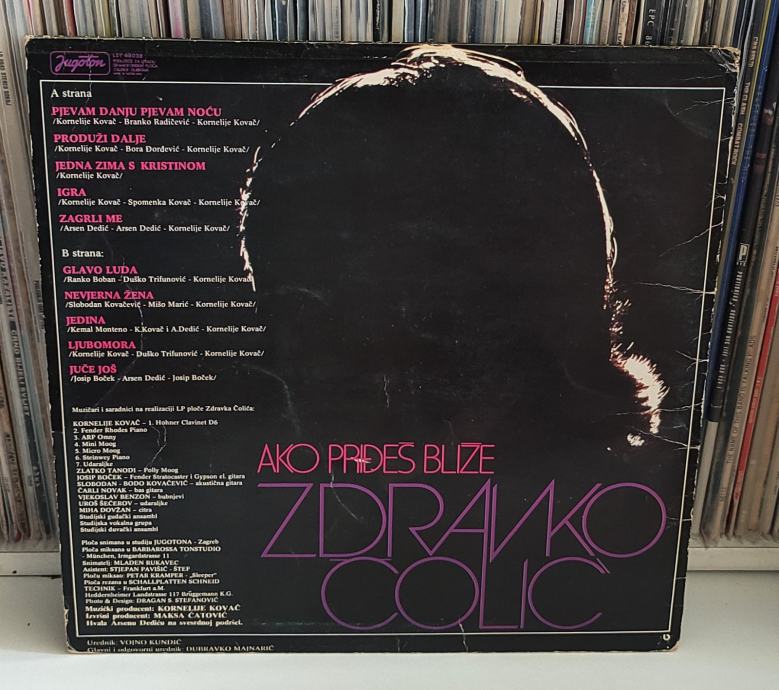 Jugoton
LSY 68038
A strana
PJEVAM DANJU PJEVAM NOĆU
/Kornelije Kovač - Branko Radičević - Kornelije Kovač/
PRODUŽI DALJE
/Kornelije Kovač - Bora Đorđević - Kornelije Kovač/
JEDNA ZIMA S KRISTINOM
/Kornelije Kovač/
IGRA
/Kornelije Kovač - Spomenka Kovač - Kornelije Kovač/
ZAGRLI ME
/Arsen Dedić - Arsen Dedić - Kornelije Kovač/
B strana:
GLAVO LUDA
/Ranko Boban - Duško Trifunović - Kornelije Kovač/
NEVJERNA ŽENA
/Slobodan Kovačević - Mišo Marić - Kornelije Kovač/
JEDINA
/Kemal Monteno - K.Kovač i A.Dedić - Kornelije Kovač/
LJUBOMORA
/Kornelije Kovač - Duško Trifunović - Kornelije Kovač/
JUČE JOŠ
/Josip Boček - Arsen Dedić - Josip Boček/
Muzičari i saradnici na realizaciji LP ploče Zdravka Čolića:
KORNELIJE KOVAČ – 1. Hohner Clavinet D6
2. Fender Rhodes Piano
3. ARP Omny
4. Mini Moog
5. Micro Moog
6. Steinwey Piano
7. Udaraljke
ZLATKO TANODI – Polly Moog
JOSIP BOČEK – Fender Stratocaster i Gypson el. gitara
SLOBODAN - BODO KOVAČEVIĆ – akustična gitara
ČARLI NOVAK – bas gitara
VJEKOSLAV BENZON – bubnjevi
UROŠ ŠEĆEROV – udaraljke
MIHA DOVŽAN – citra
Studijski gudački ansambl
Studijska vokalna grupa
Studijski duvački ansambl
Ploča snimana u studiju JUGOTONA - Zagreb
Ploča miksana u BARBAROSSA TONSTUDIO
- München, Irmgardstrasse 11
Snimatelj: MLADEN RUKAVEC
Asistent: STJEPAN PAVIŠIĆ - ŠTEF
Ploču miksao: PETAR KRAMPER - „Sleeper"
Ploča rezana u SCHALLPLATTEN SCHNEID
TECHNIK – Frankfurt a.M.
Heddernheimer Landstrasse 117 Brüggemann K.G.
Photo & Design: DRAGAN S. STEFANOVIĆ
Muzički producent: KORNELIJE KOVAČ
Izvršni producent: MAKSA ĆATOVIĆ
Hvala Arsenu Dediću na svesrdnoj podršci.
Urednik: VOJNO KUNDIĆ
Glavni i odgovorni urednik: DUBRAVKO MAJNARIĆ
AKO PRIĐEŠ BLIŽE
ZDRAVKO
ČOLIĆ